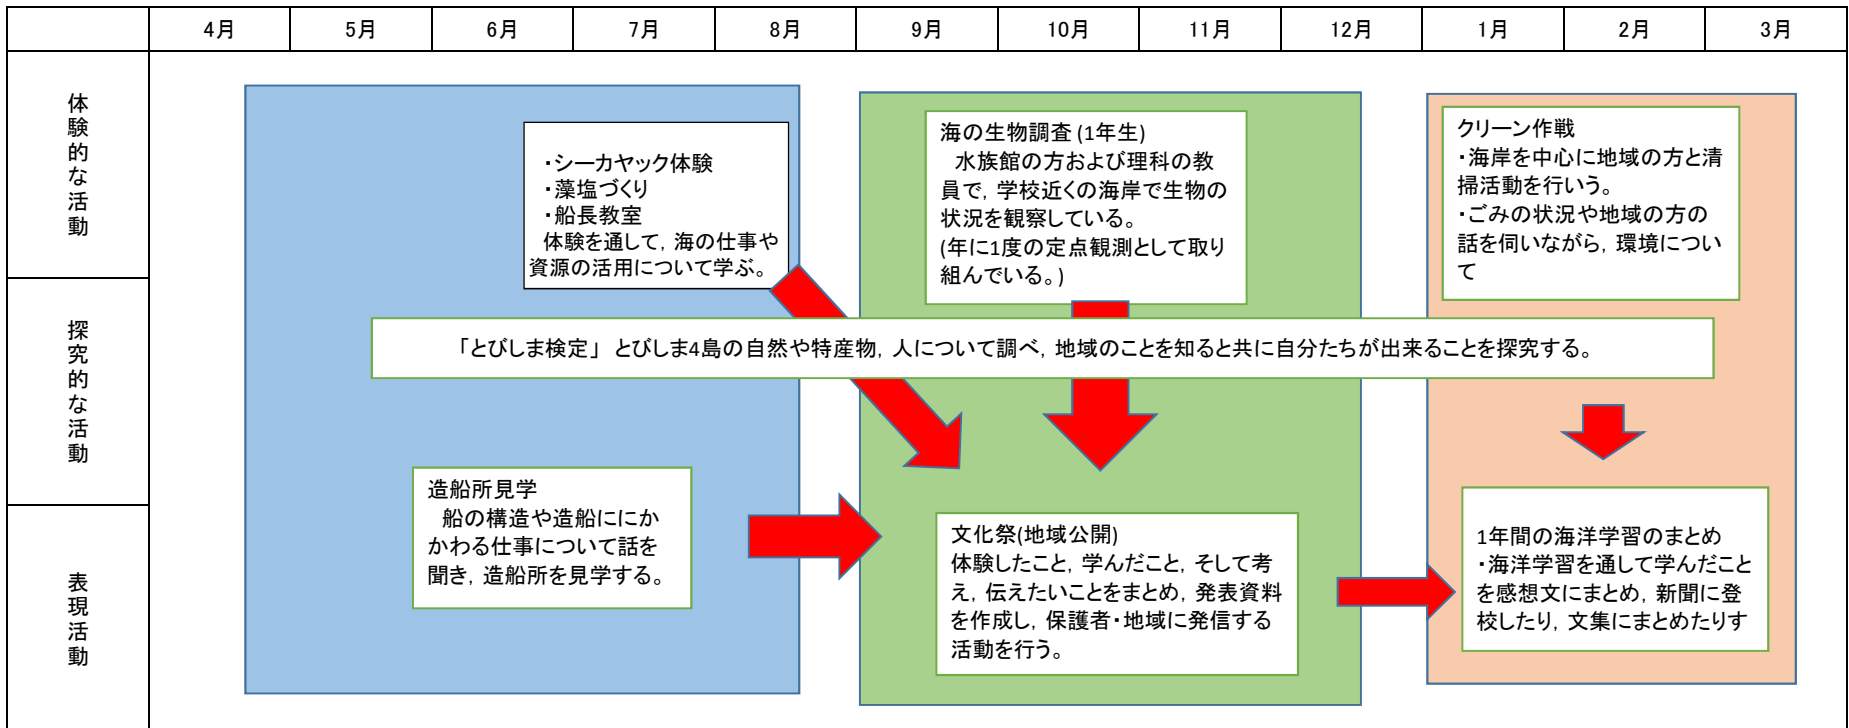 4月
5月
6月
7月
8月
9月
10月
11月
12月
1月
2月
3月
体験的な活動
探究的な活動
表現活動
・シーカヤック体験
・藻塩づくり
・船長教室
体験を通して，海の仕事や
資源の活用について学ぶ。
海の生物調査(1年生)
水族館の方および理科の教
員で，学校近くの海岸で生物の
状況を観察している。
(年に1度の定点観測として取り
組んでいる。)
クリーン作戦
・海岸を中心に地域の方と清
掃活動を行いう。
・ごみの状況や地域の方の
話を伺いながら，環境につい
て
「とびしま検定」 とびしま4島の自然や特産物，人について調べ，地域のことを知ると共に自分たちが出来ることを探究する。
造船所見学
船の構造や造船ににか
かわる仕事について話を
聞き，造船所を見学する。
文化祭(地域公開)
体験したこと，学んだこと，そして考
え，伝えたいことをまとめ，発表資料
を作成し，保護者・地域に発信する
活動を行う。
1年間の海洋学習のまとめ
・海洋学習を通して学んだこと
を感想文にまとめ，新聞に登
校したり，文集にまとめたりす